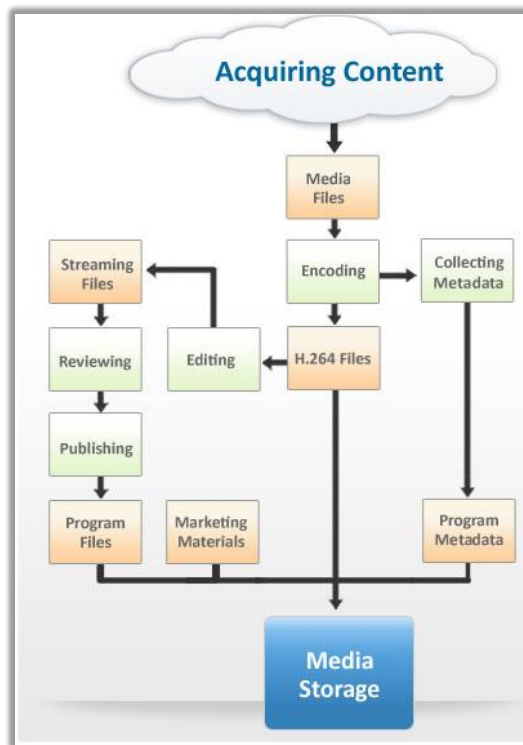 Acquiring Content
Media
Files
Encoding
Collecting
Metadata
Streaming
Files
Reviewing
Editing
H.264 Files
Publishing
Program
Files
Marketing
Materials
Program
Metadata
Media
Storage